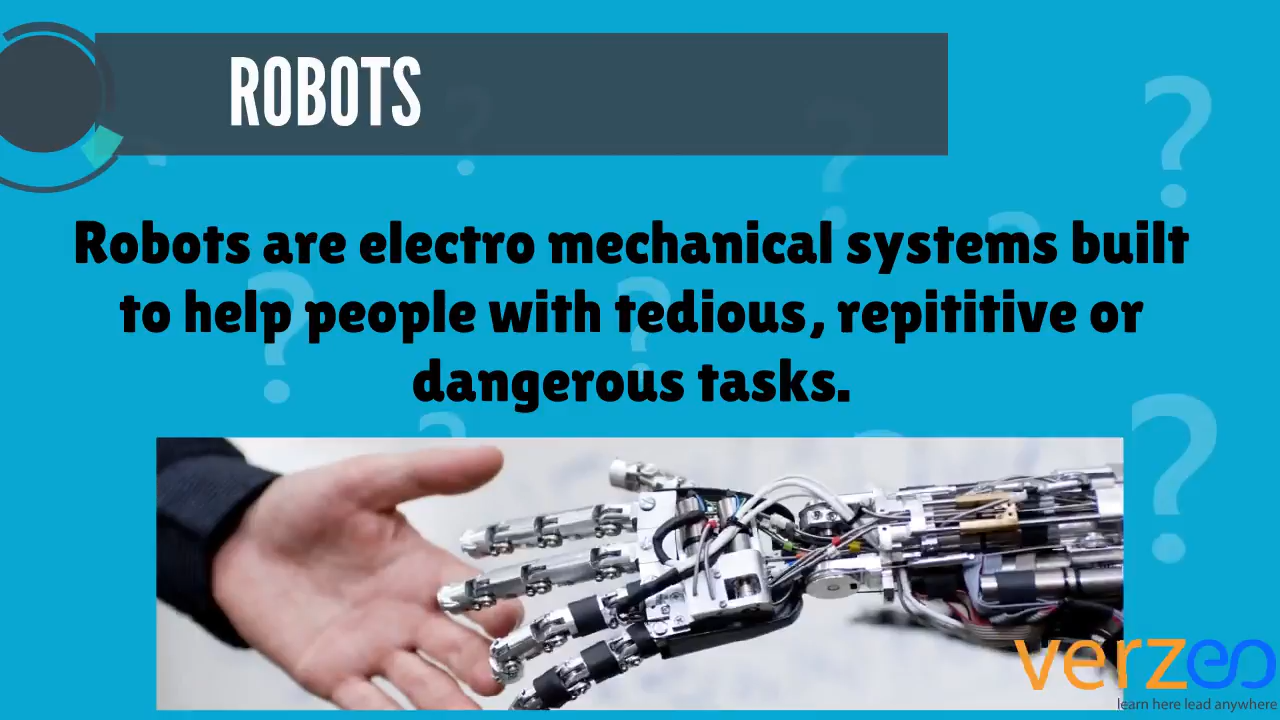 ROBOTS
Robots are electro mechanical systems built
to help people with tedious, repititive or
dangerous tasks.
verzeo
learn here lead anywhere